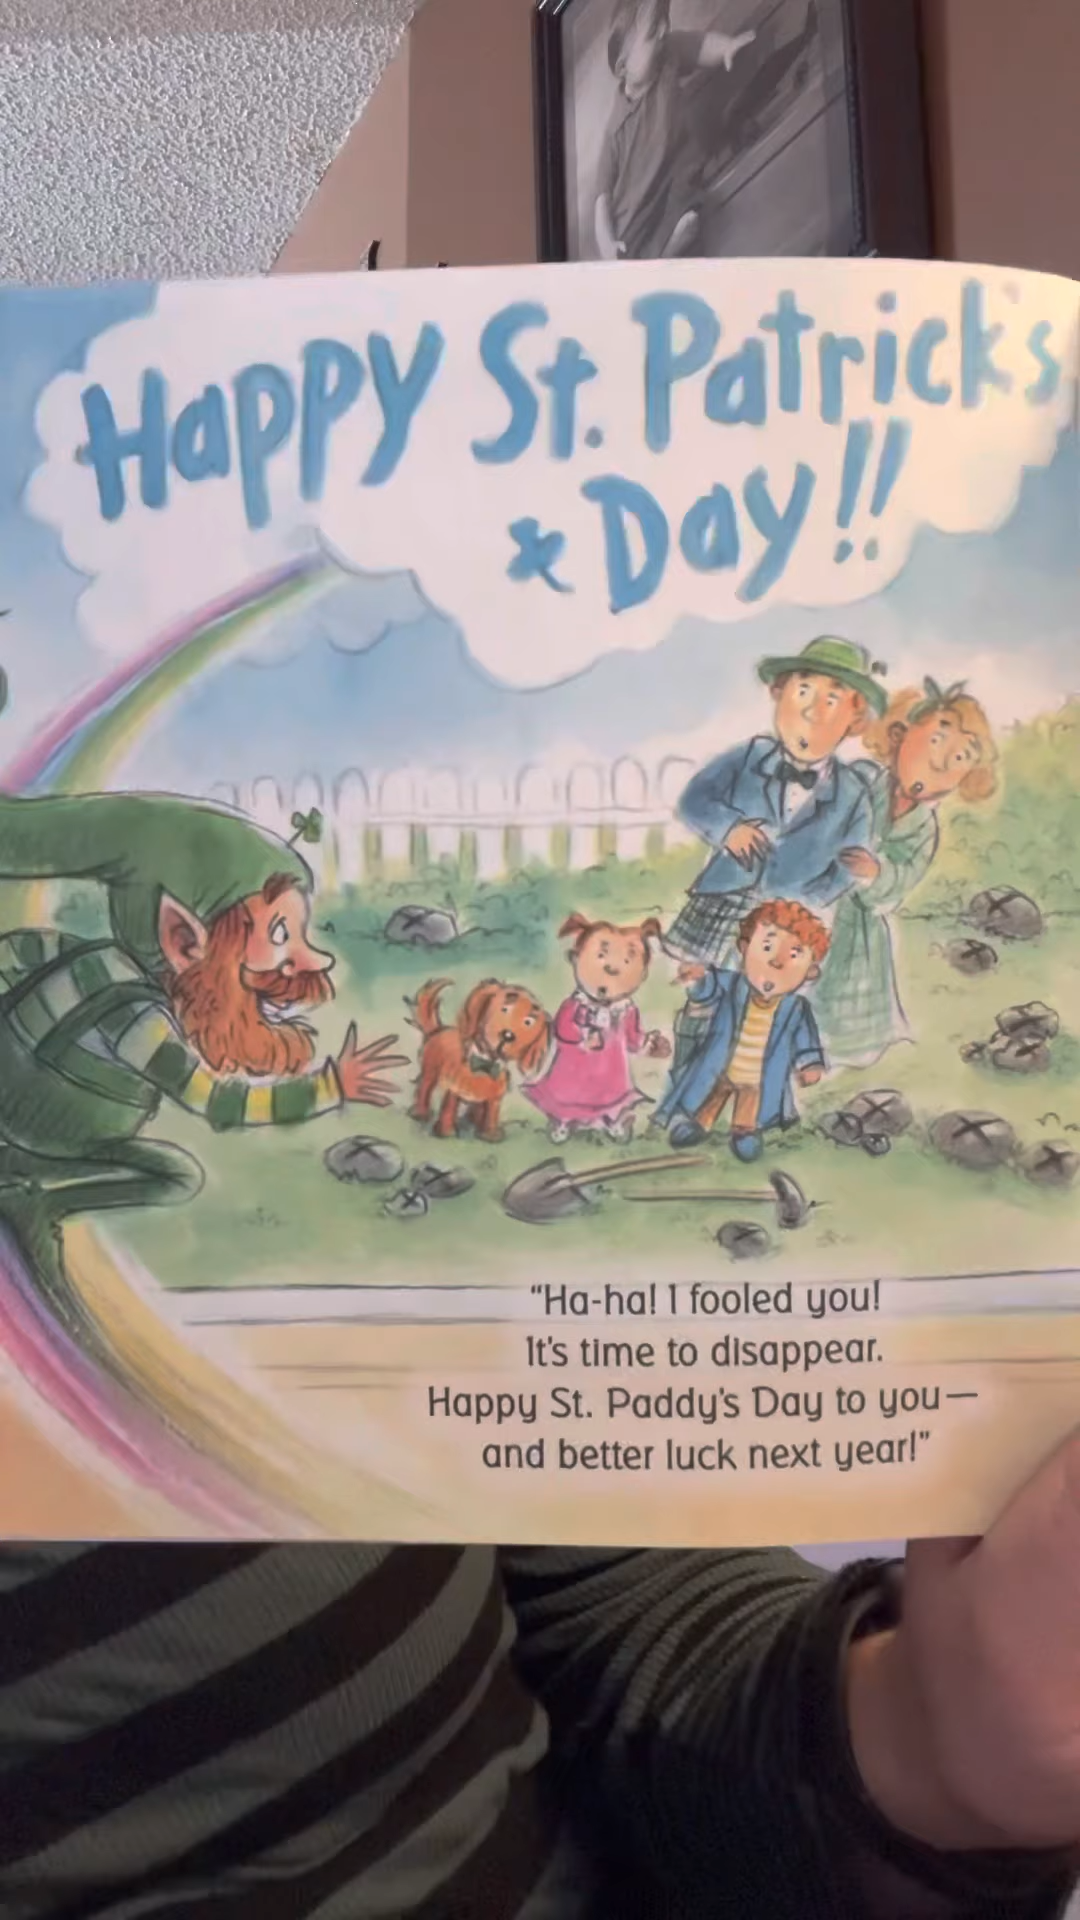 Happy St. Patrick's
Day!!
"Ha-ha! I fooled you!
It's time to disappear.
Happy St. Paddy's Day to you—
and better luck next year!"